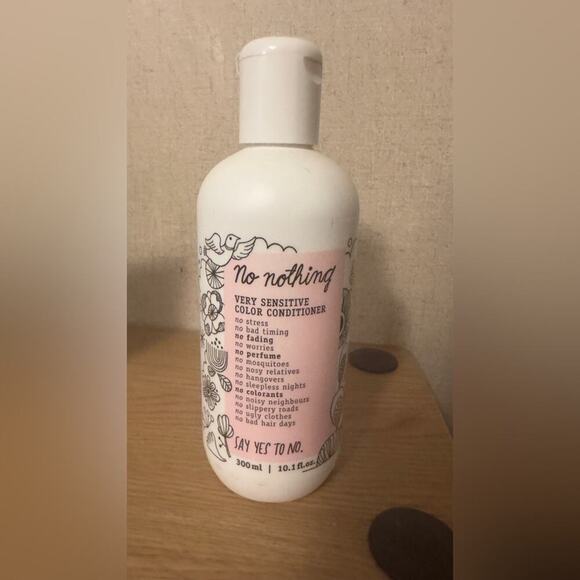 No nothing
VERY SENSITIVE
COLOR CONDITIONER
no stress
no bad timing
no fading
no worries
no perfume
no mosquitoes
no nosy relatives
no hangovers
no sleepless nights
no colorants
no noisy neighbours
no slippery roads
no ugly clothes
no bad hair days
SAY YES TO NO.
300 ml | 10.1 fl.oz.